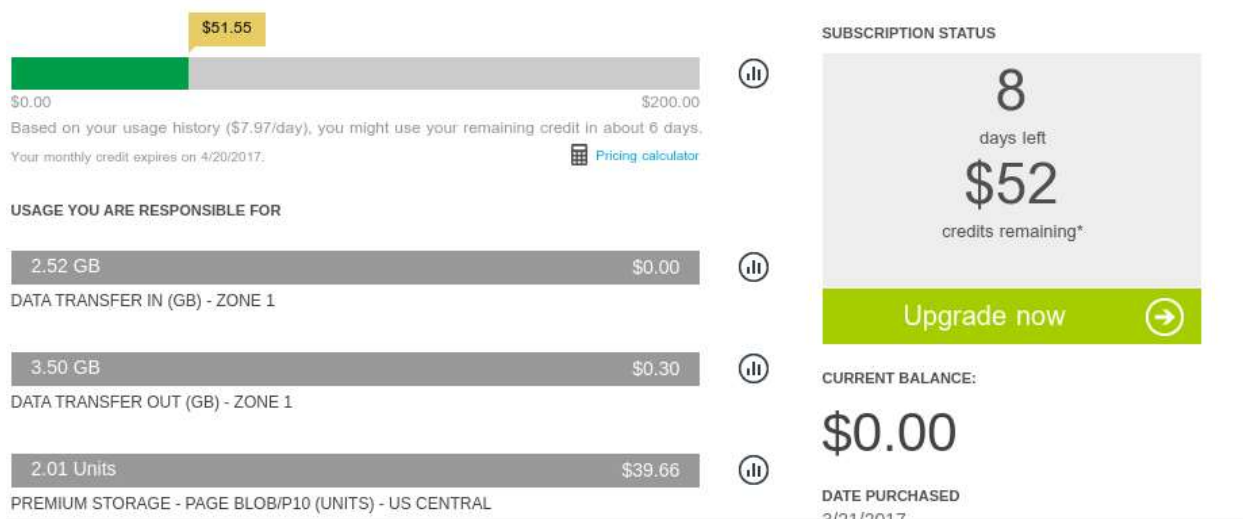 $51.55
$0.00 $200.00
Based on your usage history ($7.97/day), you might use your remaining credit in about 6 days.
Your monthly credit expires on 4/20/2017. Pricing calculator
USAGE YOU ARE RESPONSIBLE FOR
2.52 GB $0.00
DATA TRANSFER IN (GB) - ZONE 1
3.50 GB $0.30
DATA TRANSFER OUT (GB) - ZONE 1
2.01 Units $39.66
PREMIUM STORAGE - PAGE BLOB/P10 (UNITS) - US CENTRAL
SUBSCRIPTION STATUS
8
days left
$52
credits remaining*
Upgrade now
CURRENT BALANCE:
$0.00
DATE PURCHASED
3/21/2017